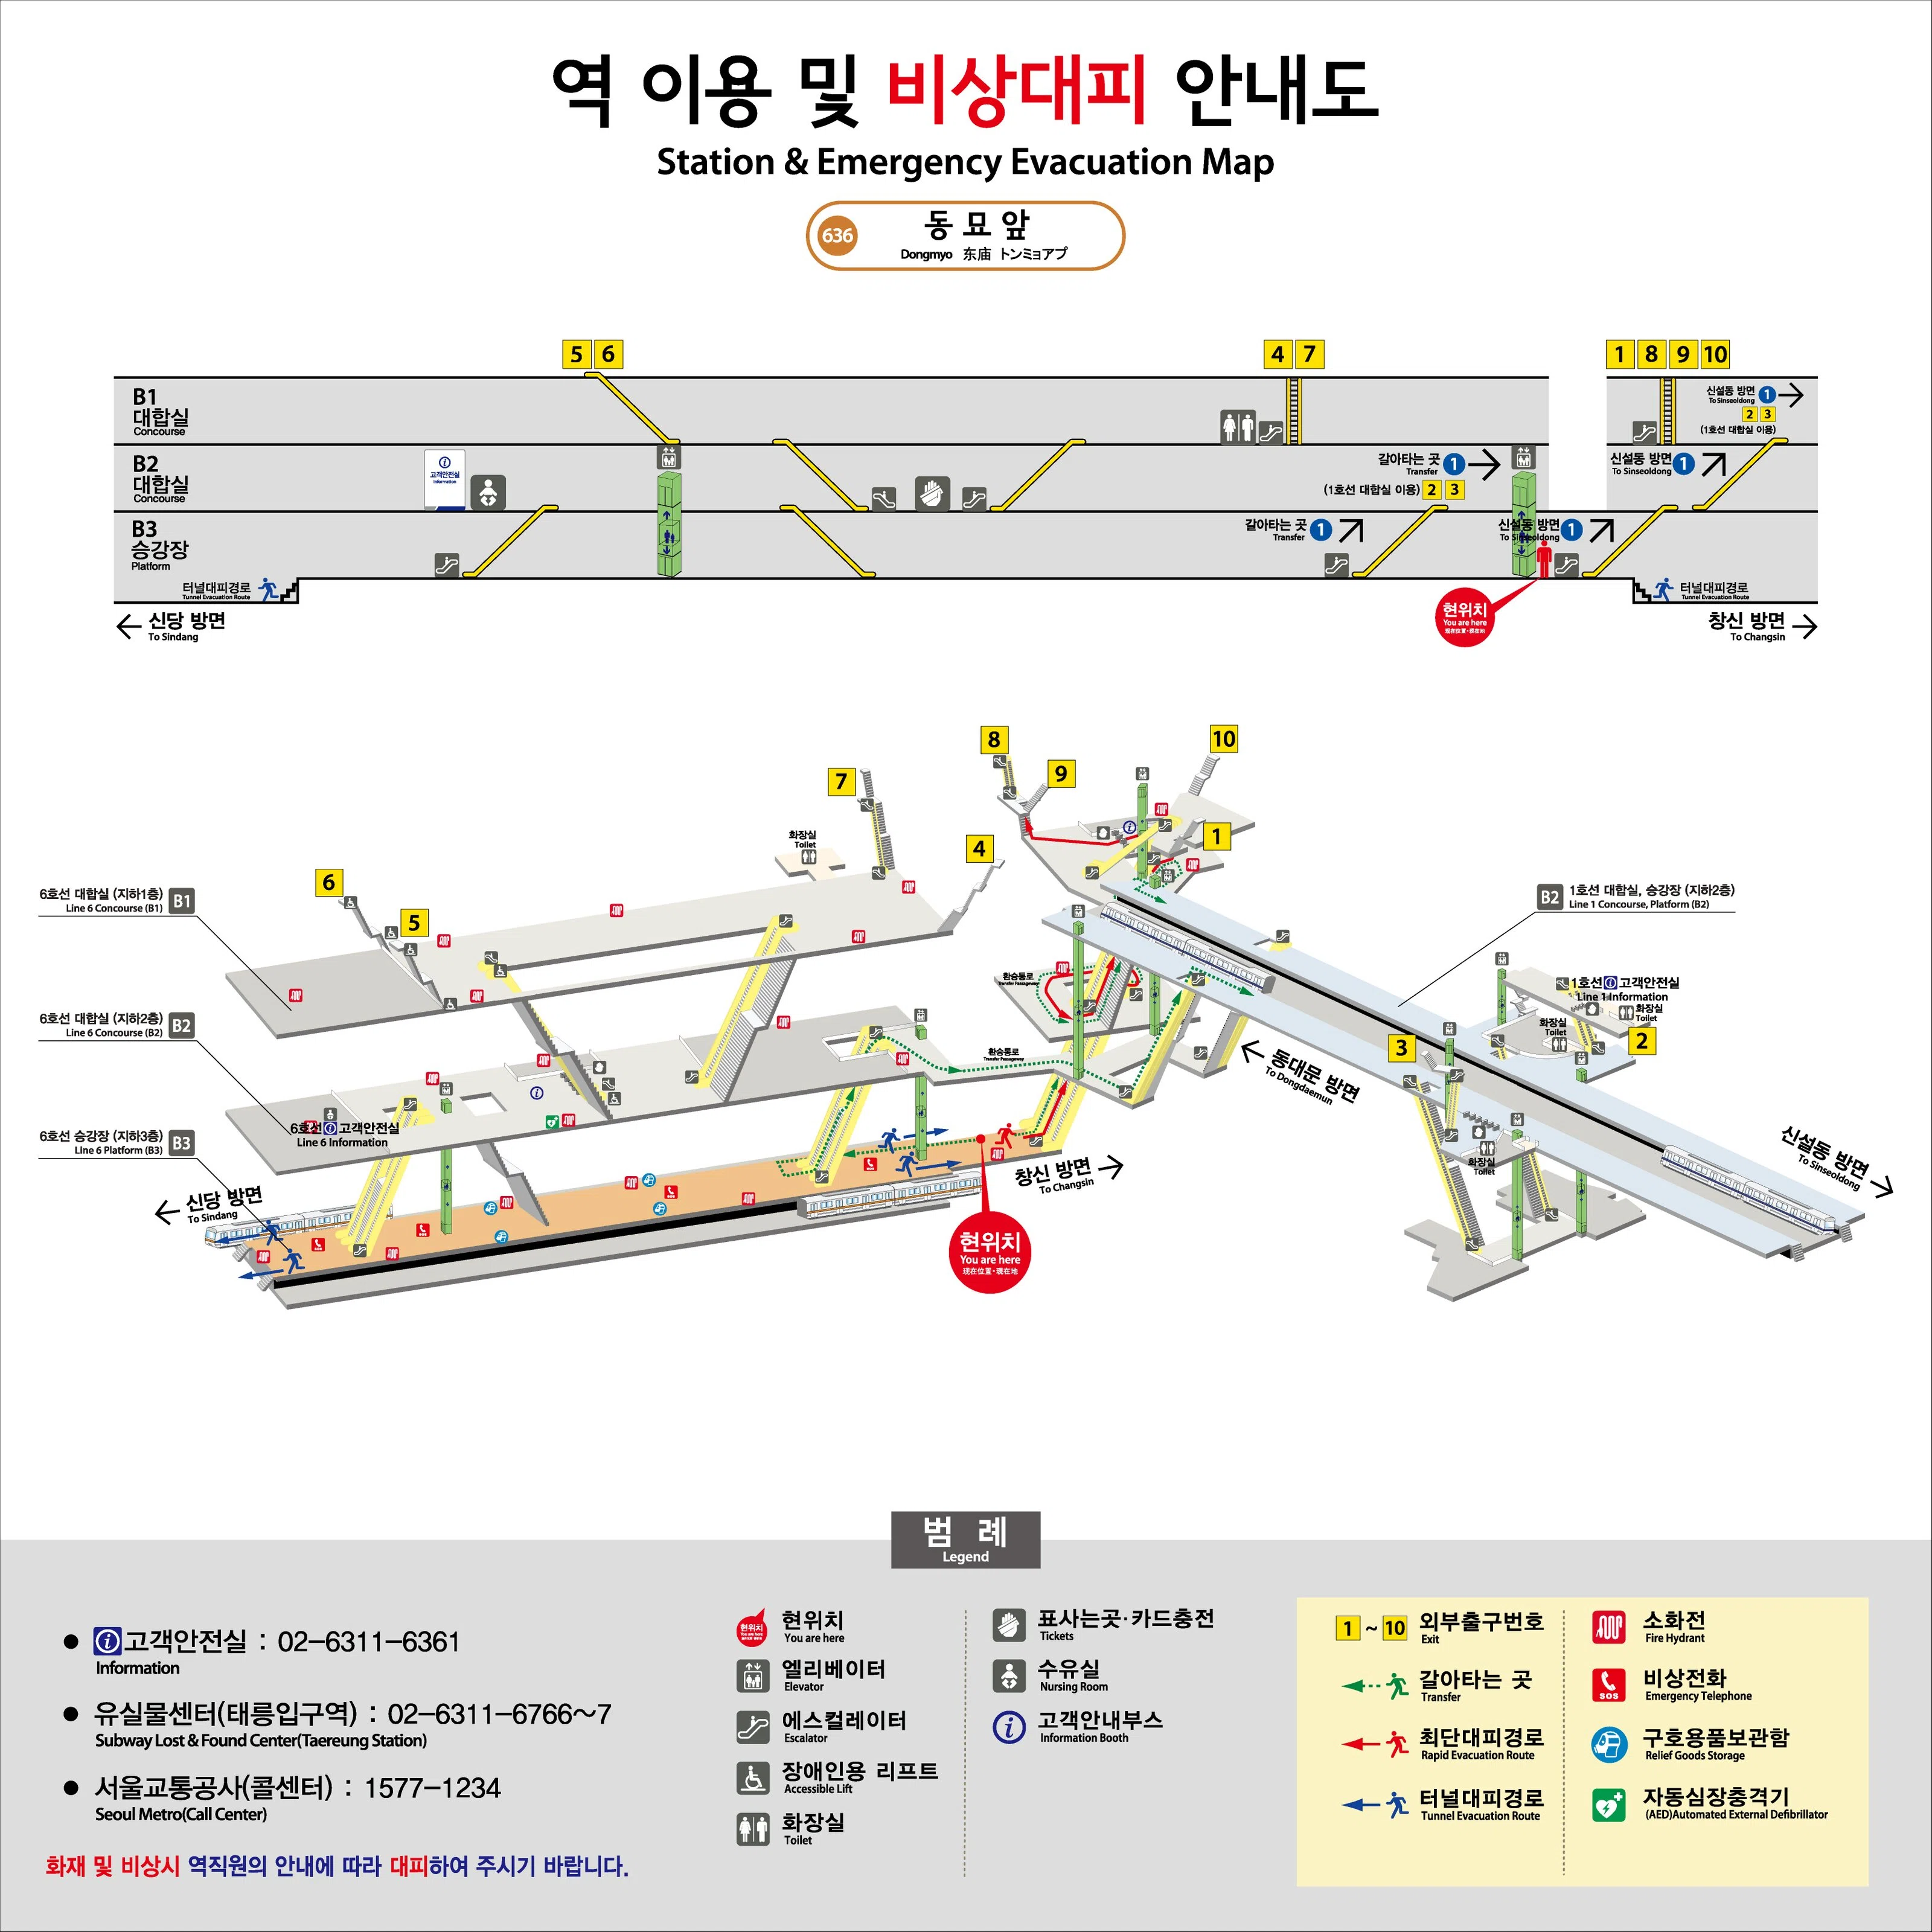 역 이용 및 비상대피 안내도
Station & Emergency Evacuation Map
636
동묘앞
Dongmyo 东庙 トンミョアプ
5 6
4 7
1 8 9 10
B1
대합실
Concourse
신설동 방면 1
To Sinseoldong
2 3
(1호선 대합실 이용)
B2
대합실
Concourse
고객안전실
Information
갈아타는 곳 1
Transfer
(1호선 대합실 이용) 2 3
신설동 방면 1
To Sinseoldong
B3
승강장
Platform
갈아타는 곳 1
Transfer
신설동 방면 1
To Sinseoldong
터널대피경로
Tunnel Evacuation Route
터널대피경로
Tunnel Evacuation Route
신당 방면
To Sindang
현위치
You are here
现在位置·現在地
창신 방면
To Changsin
8
10
9
7
1
화장실
Toilet
4
6
5
6호선 대합실 (지하1층) B1
Line 6 Concourse (B1)
B2 1호선 대합실, 승강장 (지하2층)
Line 1 Concourse, Platform (B2)
환승통로
Transfer Passageway
1호선 고객안전실
Line 1 Information
화장실
Toilet
화장실
Toilet
2
3
6호선 대합실 (지하2층) B2
Line 6 Concourse (B2)
환승통로
Transfer Passageway
동대문 방면
To Dongdaemun
6호선 고객안전실
Line 6 Information
6호선 승강장 (지하3층) B3
Line 6 Platform (B3)
화장실
Toilet
신설동 방면
To Sinseoldong
창신 방면
To Changsin
신당 방면
To Sindang
현위치
You are here
现在位置·現在地
범례
Legend
고객안전실 : 02-6311-6361
Information
유실물센터(태릉입구역) : 02-6311-6766~7
Subway Lost & Found Center(Taereung Station)
서울교통공사(콜센터) : 1577-1234
Seoul Metro(Call Center)
화재 및 비상시 역직원의 안내에 따라 대피하여 주시기 바랍니다.
현위치
You are here
엘리베이터
Elevator
에스컬레이터
Escalator
장애인용 리프트
Accessible Lift
화장실
Toilet
표사는곳·카드충전
Tickets
수유실
Nursing Room
고객안내부스
Information Booth
1 ~ 10 외부출구번호
Exit
갈아타는 곳
Transfer
최단대피경로
Rapid Evacuation Route
터널대피경로
Tunnel Evacuation Route
소화전
Fire Hydrant
SOS
비상전화
Emergency Telephone
구호용품보관함
Relief Goods Storage
자동심장충격기
(AED)Automated External Defibrillator